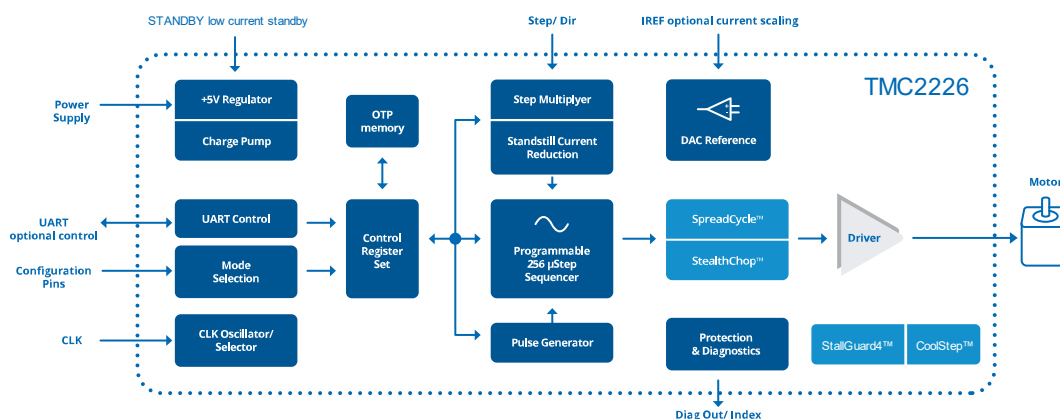 STANDBY low current standby
Step/ Dir
IREF optional current scaling
TMC2226
Power
Supply
+5V Regulator
Charge Pump
OTP
memory
Step Multiplyer
Standstill Current
Reduction
DAC Reference
Motor
UART
optional control
UART Control
Configuration
Pins
Mode
Selection
Control
Register
Set
Programmable
256 µStep
Sequencer
SpreadCycle™
StealthChop™
Driver
CLK
CLK Oscillator/
Selector
Pulse Generator
Protection
& Diagnostics
StallGuard4™
CoolStep™
Diag Out/ Index